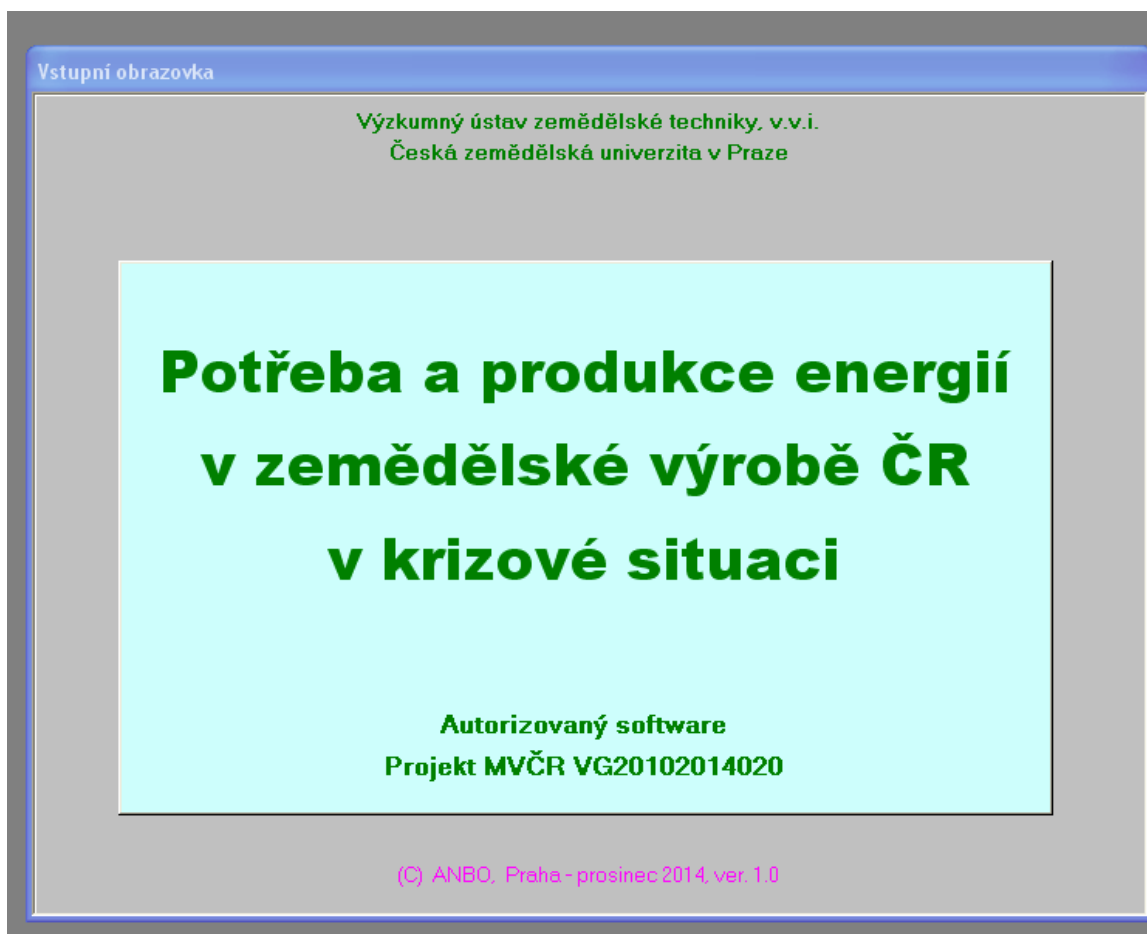 Vstupní obrazovka
Výzkumný ústav zemědělské techniky, v.v.i.
Česká zemědělská univerzita v Praze
Potřeba a produkce energií
v zemědělské výrobě ČR
v krizové situaci
Autorizovaný software
Projekt MVČR VG20102014020
(C) ANBO, Praha - prosinec 2014, ver. 1.0